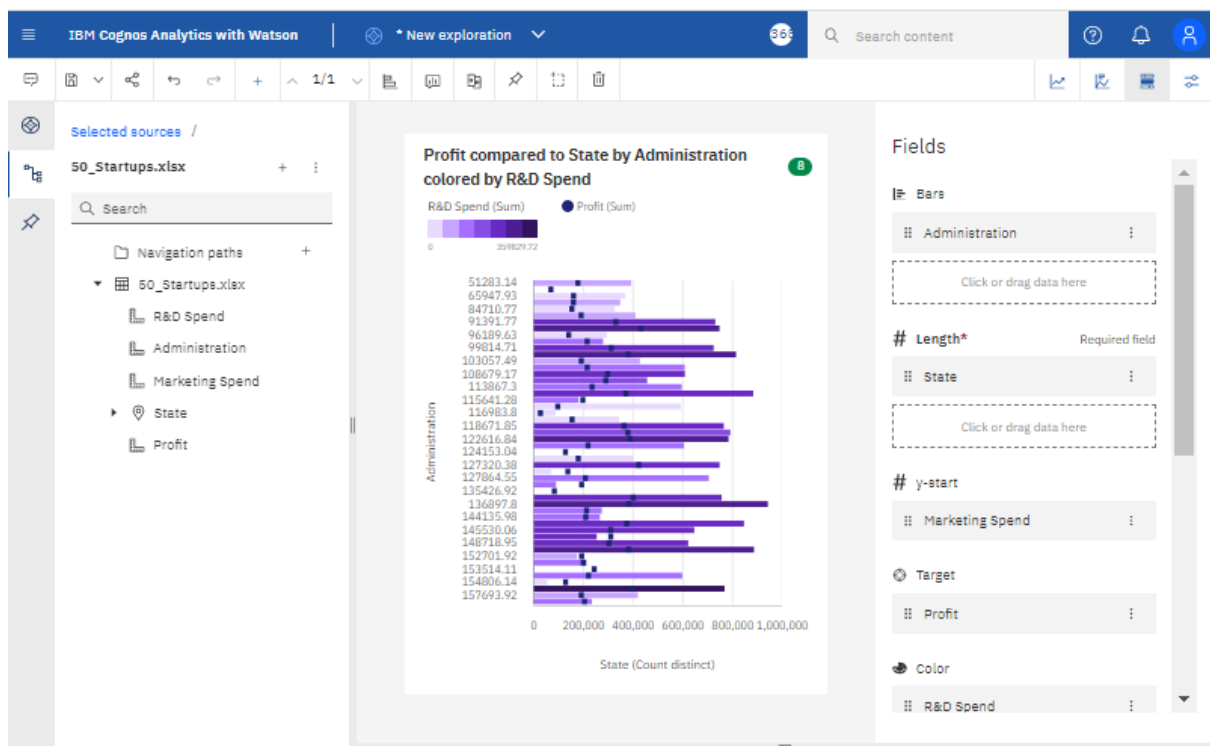 IBM Cognos Analytics with Watson
* New exploration
Search content
1/1
Selected sources /
50_Startups.xlsx
Search
Navigation paths
50_Startups.xlsx
R&D Spend
Administration
Marketing Spend
State
Profit
Profit compared to State by Administration
colored by R&D Spend
8
R&D Spend (Sum)
Profit (Sum)
0
359829.72
51283.14
65947.93
84710.77
91391.77
96189.63
99814.71
103057.49
108679.17
113867.3
115641.28
116983.8
118671.85
122616.84
124153.04
127320.38
127864.55
135426.92
136897.8
144135.98
145530.06
148718.95
152701.92
153514.11
154806.14
157693.92
Administration
0 200,000 400,000 600,000 800,000 1,000,000
State (Count distinct)
Fields
Bars
Administration
Click or drag data here
Length* Required field
State
Click or drag data here
y-start
Marketing Spend
Target
Profit
Color
R&D Spend